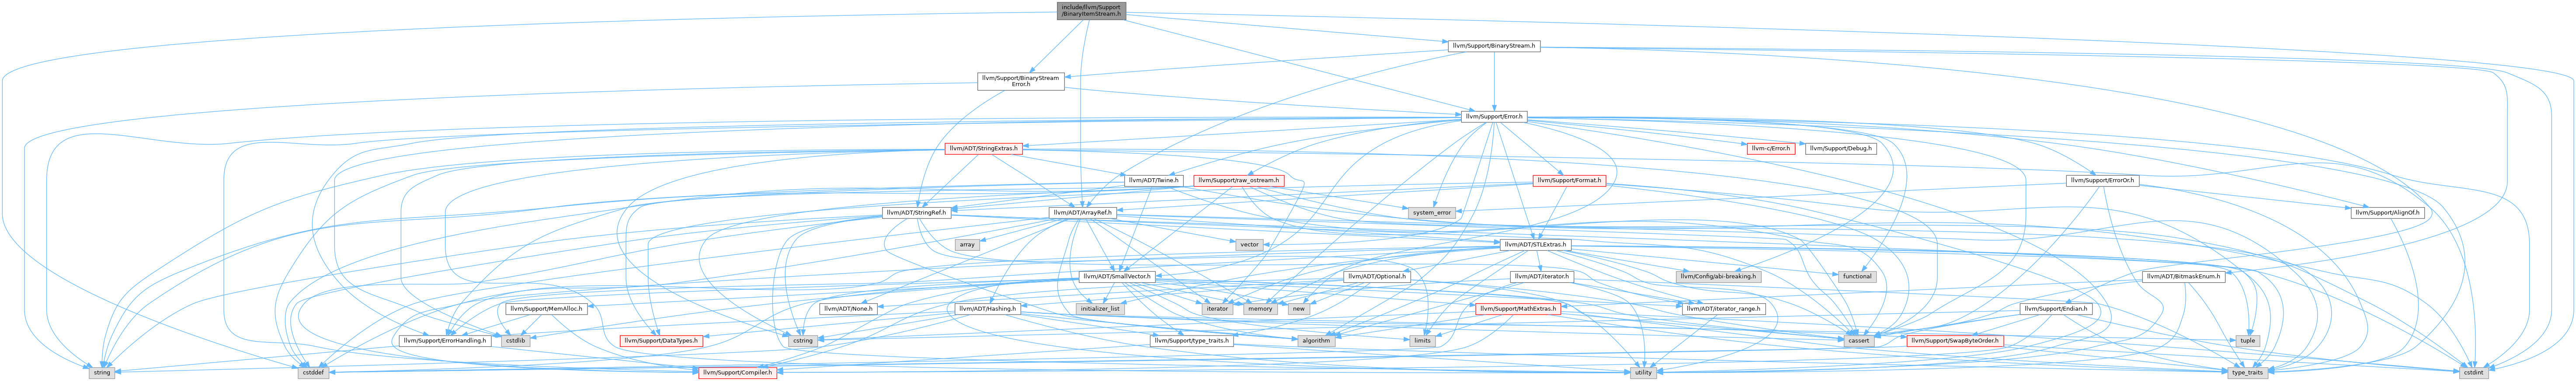 include/llvm/Support
/BinaryItemStream.h
llvm/Support/BinaryStream.h
llvm/Support/BinaryStream
Error.h
llvm/Support/Error.h
llvm/ADT/StringExtras.h
llvm-c/Error.h
llvm/Support/Debug.h
llvm/ADT/Twine.h
llvm/Support/raw_ostream.h
llvm/Support/Format.h
llvm/Support/ErrorOr.h
llvm/ADT/StringRef.h
llvm/ADT/ArrayRef.h
system_error
llvm/Support/AlignOf.h
array
vector
llvm/ADT/STLExtras.h
llvm/ADT/SmallVector.h
llvm/ADT/Optional.h
llvm/ADT/iterator.h
llvm/Config/abi-breaking.h
functional
llvm/ADT/BitmaskEnum.h
llvm/Support/MemAlloc.h
llvm/ADT/None.h
llvm/ADT/Hashing.h
initializer_list
iterator
memory
new
llvm/Support/MathExtras.h
llvm/ADT/iterator_range.h
llvm/Support/Endian.h
llvm/Support/ErrorHandling.h
cstdlib
llvm/Support/DataTypes.h
cstring
llvm/Support/type_traits.h
algorithm
limits
cassert
llvm/Support/SwapByteOrder.h
tuple
string
cstddef
llvm/Support/Compiler.h
utility
type_traits
cstdint